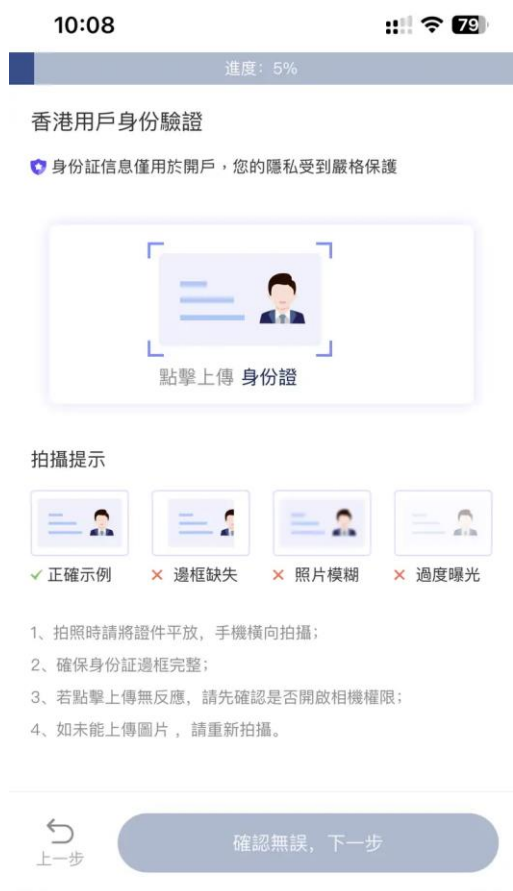 10:08
79
進度：5%
香港用戶身份驗證
身份証信息僅用於開戶，您的隱私受到嚴格保護
點擊上傳 身份證
拍攝提示
正確示例
邊框缺失
照片模糊
過度曝光
1、拍照時請將證件平放，手機橫向拍攝；
2、確保身份証邊框完整；
3、若點擊上傳無反應，請先確認是否開啟相機權限；
4、如未能上傳圖片，請重新拍攝。
上一步
確認無誤，下一步